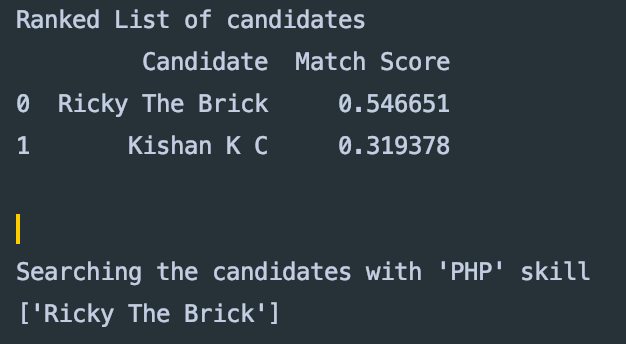 Ranked List of candidates
Candidate Match Score
0 Ricky The Brick 0.546651
1 Kishan K C 0.319378
Searching the candidates with 'PHP' skill
['Ricky The Brick']